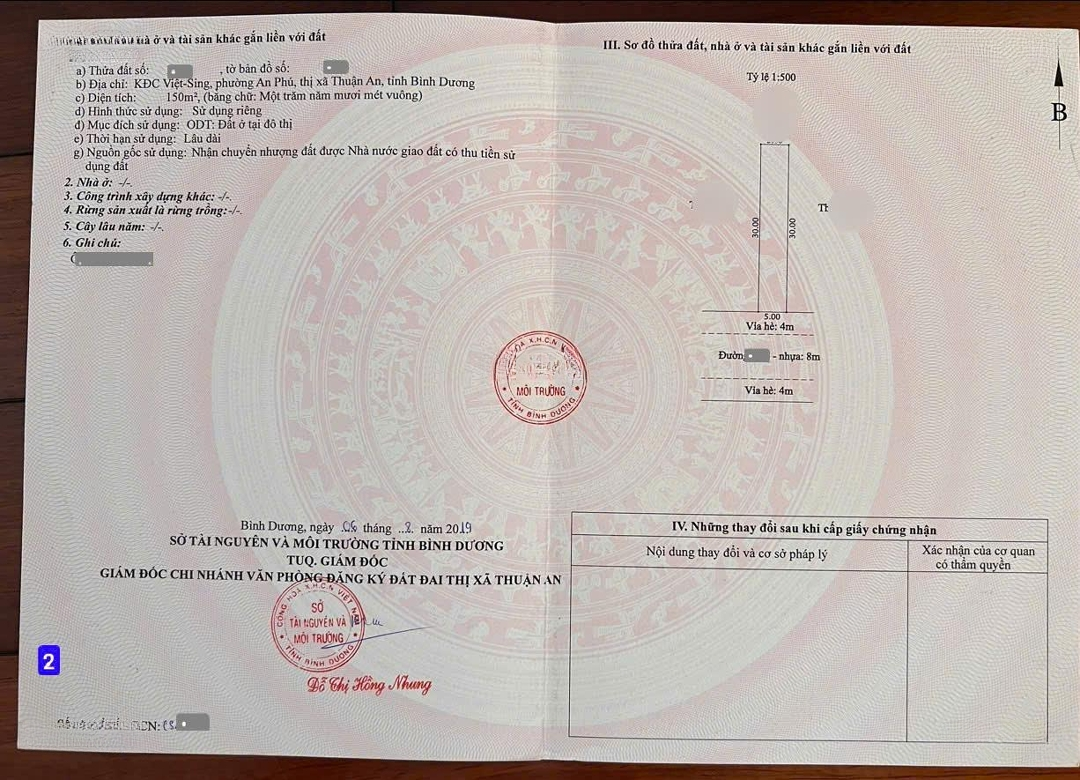 và ở và tài sản khác gắn liền với đất
a) Thửa đất số: , tờ bản đồ số:
b) Địa chỉ: KDC Việt-Sing, phường An Phú, thị xã Thuận An, tỉnh Bình Dương
c) Diện tích: 150m², (bằng chữ: Một trăm năm mươi mét vuông)
d) Hình thức sử dụng: Sử dụng riêng
đ) Mục đích sử dụng: ODT: Đất ở tại đô thị
e) Thời hạn sử dụng: Lâu dài
g) Nguồn gốc sử dụng: Nhận chuyển nhượng đất được Nhà nước giao đất có thu tiền sử
dụng đất
2. Nhà ở: -/-.
3. Công trình xây dựng khác: -/-.
4. Rừng sản xuất là rừng trồng:-/-.
5. Cây lâu năm: -/-.
6. Ghi chú:
Bình Dương, ngày 06 tháng 8 năm 2019
SỞ TÀI NGUYÊN VÀ MÔI TRƯỜNG TỈNH BÌNH DƯƠNG
TUQ. GIÁM ĐỐC
GIÁM ĐỐC CHI NHÁNH VĂN PHÒNG ĐĂNG KÝ ĐẤT ĐAI THỊ XÃ THUẬN AN
CỘNG HÒA X.H.C.N VIỆT NAM
SỞ
TÀI NGUYÊN VÀ
MÔI TRƯỜNG
TỈNH BÌNH DƯƠNG
Đỗ Thị Hồng Nhung
2
III. Sơ đồ thửa đất, nhà ở và tài sản khác gắn liền với đất
Tỷ lệ 1:500
B
Th
30.00
30.00
5.00
Vỉa hè: 4m
Đườn - nhựa: 8m
Vỉa hè: 4m
X.H.C.N
MÔI TRƯỜNG
TỈNH BÌNH DƯƠNG
IV. Những thay đổi sau khi cấp giấy chứng nhận
Nội dung thay đổi và cơ sở pháp lý
Xác nhận của cơ quan
có thẩm quyền